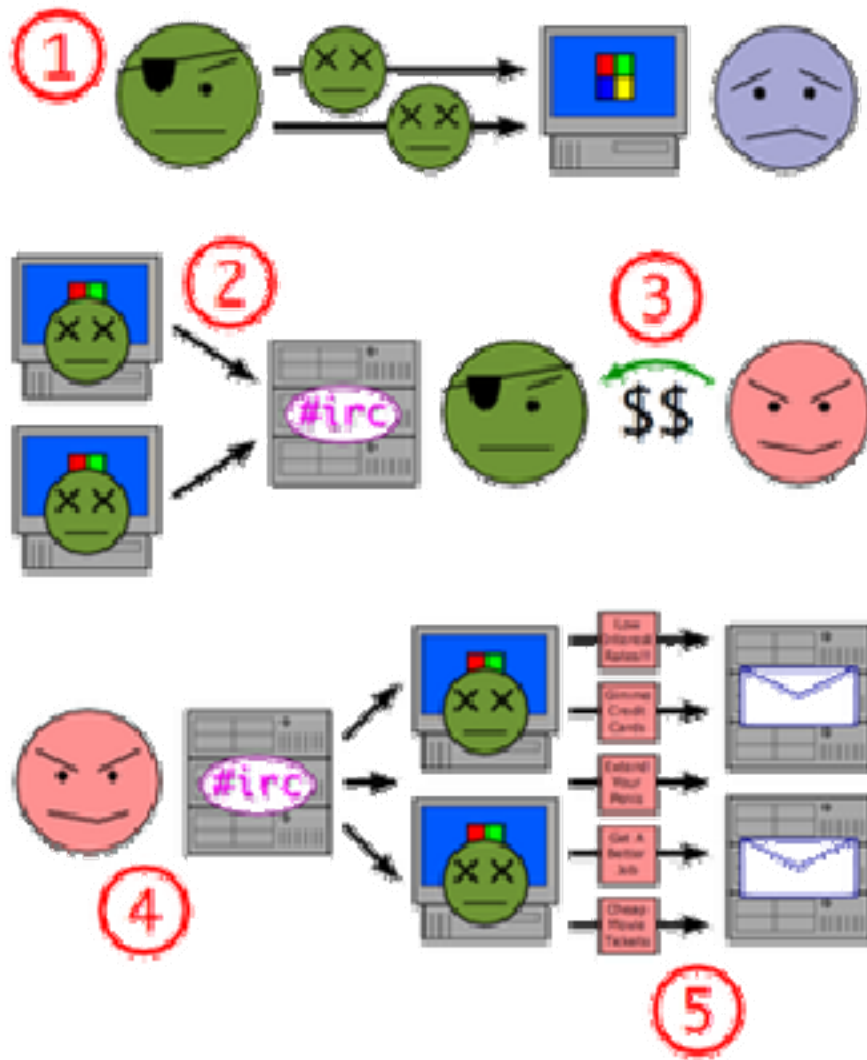 1
2
3
#irc
$$
#irc
Low
Interest
Rates!!
Gimme
Credit
Cards
Extend
Your
Penis
Get A
Better
Job
Cheap
Movie
Tickets
4
5